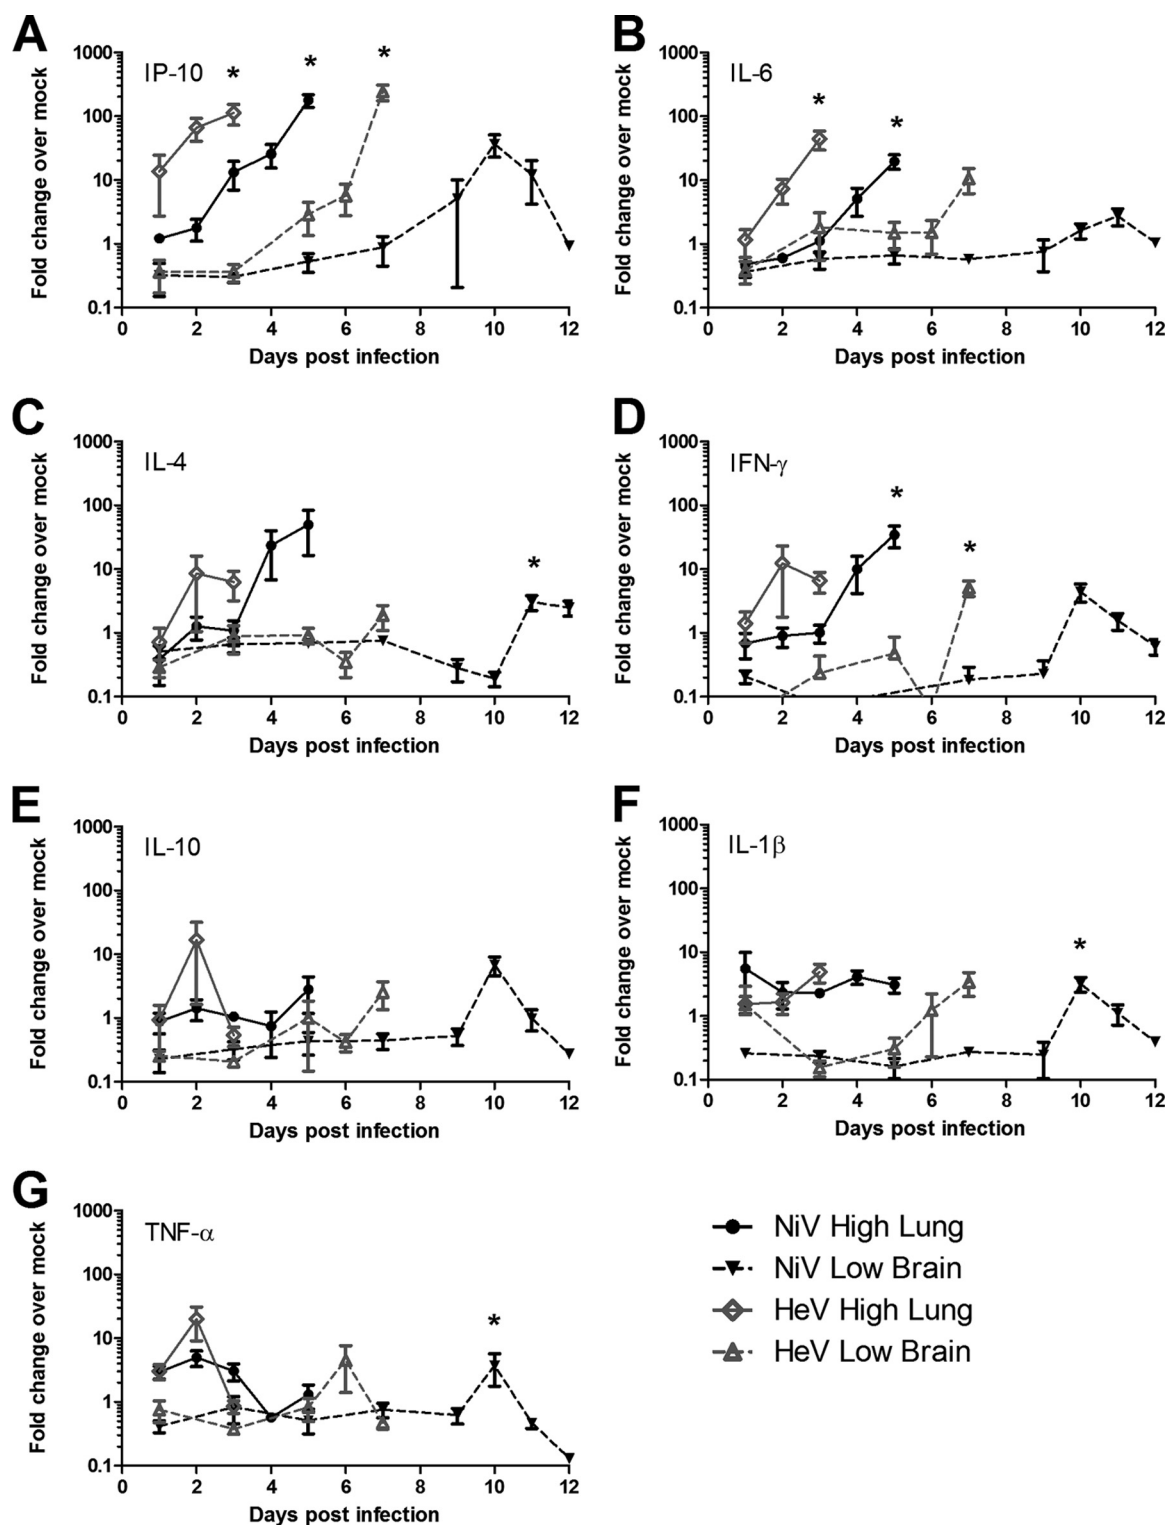 A
IP-10
* * *
Fold change over mock
1000
100
10
1
0.1
0 2 4 6 8 10 12
Days post infection
B
IL-6
* *
Fold change over mock
1000
100
10
1
0.1
0 2 4 6 8 10 12
Days post infection
C
IL-4
*
Fold change over mock
1000
100
10
1
0.1
0 2 4 6 8 10 12
Days post infection
D
IFN-γ
* *
Fold change over mock
1000
100
10
1
0.1
0 2 4 6 8 10 12
Days post infection
E
IL-10
Fold change over mock
1000
100
10
1
0.1
0 2 4 6 8 10 12
Days post infection
F
IL-1β
*
Fold change over mock
1000
100
10
1
0.1
0 2 4 6 8 10 12
Days post infection
G
TNF-α
*
Fold change over mock
1000
100
10
1
0.1
0 2 4 6 8 10 12
Days post infection
NiV High Lung
NiV Low Brain
HeV High Lung
HeV Low Brain